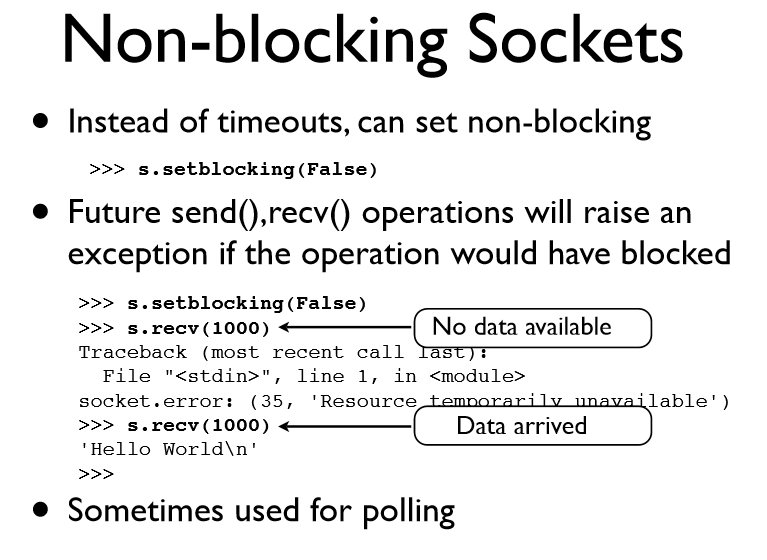 Non-blocking Sockets
• Instead of timeouts, can set non-blocking
>>> s.setblocking(False)
• Future send(),recv() operations will raise an
exception if the operation would have blocked
>>> s.setblocking(False)
>>> s.recv(1000)
No data available
Traceback (most recent call last):
File "<stdin>", line 1, in <module>
socket.error: (35, 'Resource temporarily unavailable')
>>> s.recv(1000)
Data arrived
'Hello World\n'
>>>
• Sometimes used for polling